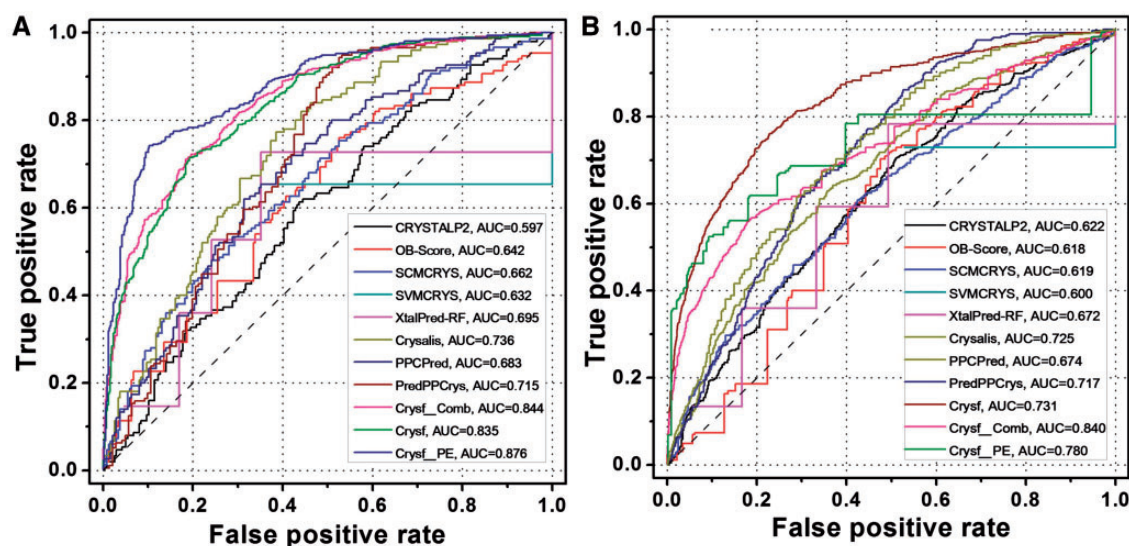 A
True positive rate
1.0
0.8
0.6
0.4
0.2
0.0
CRYSTALP2, AUC=0.597
OB-Score, AUC=0.642
SCMCRYS, AUC=0.662
SVMCRYS, AUC=0.632
XtalPred-RF, AUC=0.695
Crysalis, AUC=0.736
PPCPred, AUC=0.683
PredPPCrys, AUC=0.715
Crysf__Comb, AUC=0.844
Crysf, AUC=0.835
Crysf__PE, AUC=0.876
0.0 0.2 0.4 0.6 0.8 1.0
False positive rate
B
True positive rate
1.0
0.8
0.6
0.4
0.2
0.0
CRYSTALP2, AUC=0.622
OB-Score, AUC=0.618
SCMCRYS, AUC=0.619
SVMCRYS, AUC=0.600
XtalPred-RF, AUC=0.672
Crysalis, AUC=0.725
PPCPred, AUC=0.674
PredPPCrys, AUC=0.717
Crysf, AUC=0.731
Crysf__Comb, AUC=0.840
Crysf__PE, AUC=0.780
0.0 0.2 0.4 0.6 0.8 1.0
False positive rate